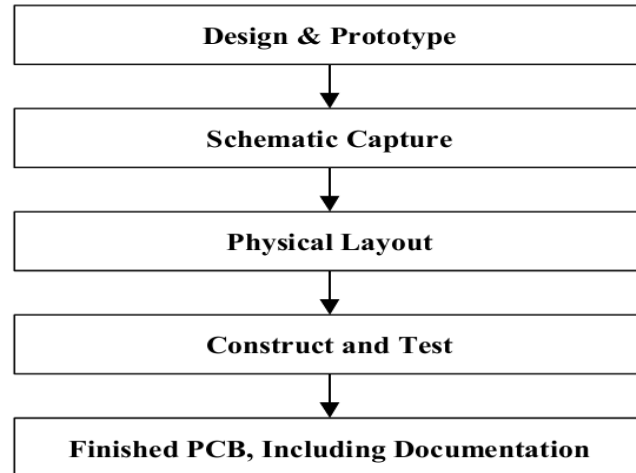 Design & Prototype
Schematic Capture
Physical Layout
Construct and Test
Finished PCB, Including Documentation